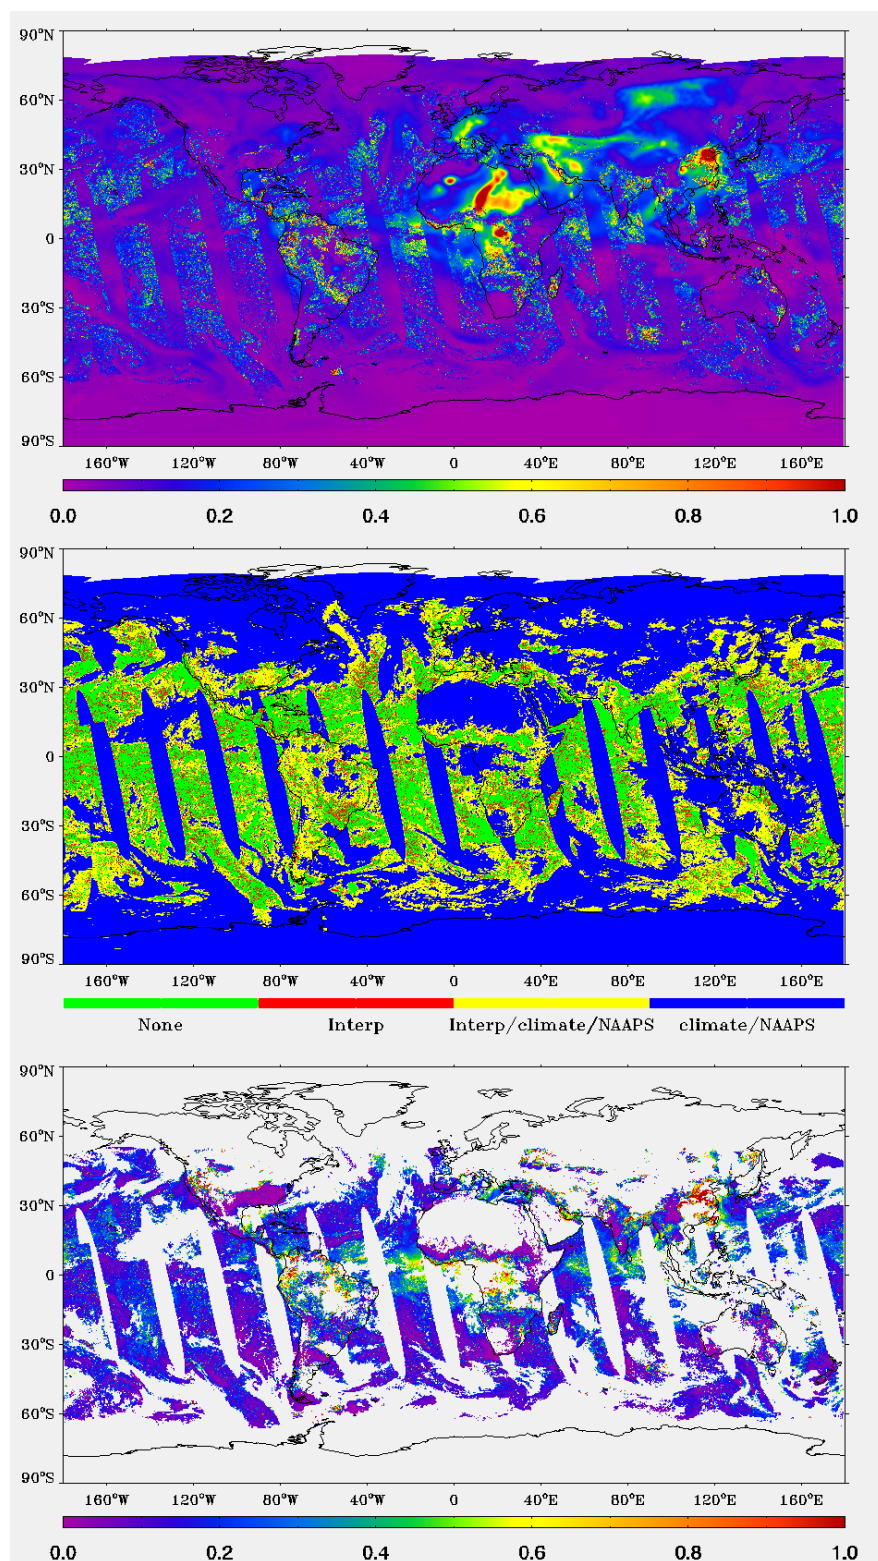 90°N
60°N
30°N
0
30°S
60°S
90°S
160°W 120°W 80°W 40°W 0 40°E 80°E 120°E 160°E
0.0 0.2 0.4 0.6 0.8 1.0
90°N
60°N
30°N
0
30°S
60°S
90°S
160°W 120°W 80°W 40°W 0 40°E 80°E 120°E 160°E
None Interp Interp/climate/NAAPS climate/NAAPS
90°N
60°N
30°N
0
30°S
60°S
90°S
160°W 120°W 80°W 40°W 0 40°E 80°E 120°E 160°E
0.0 0.2 0.4 0.6 0.8 1.0